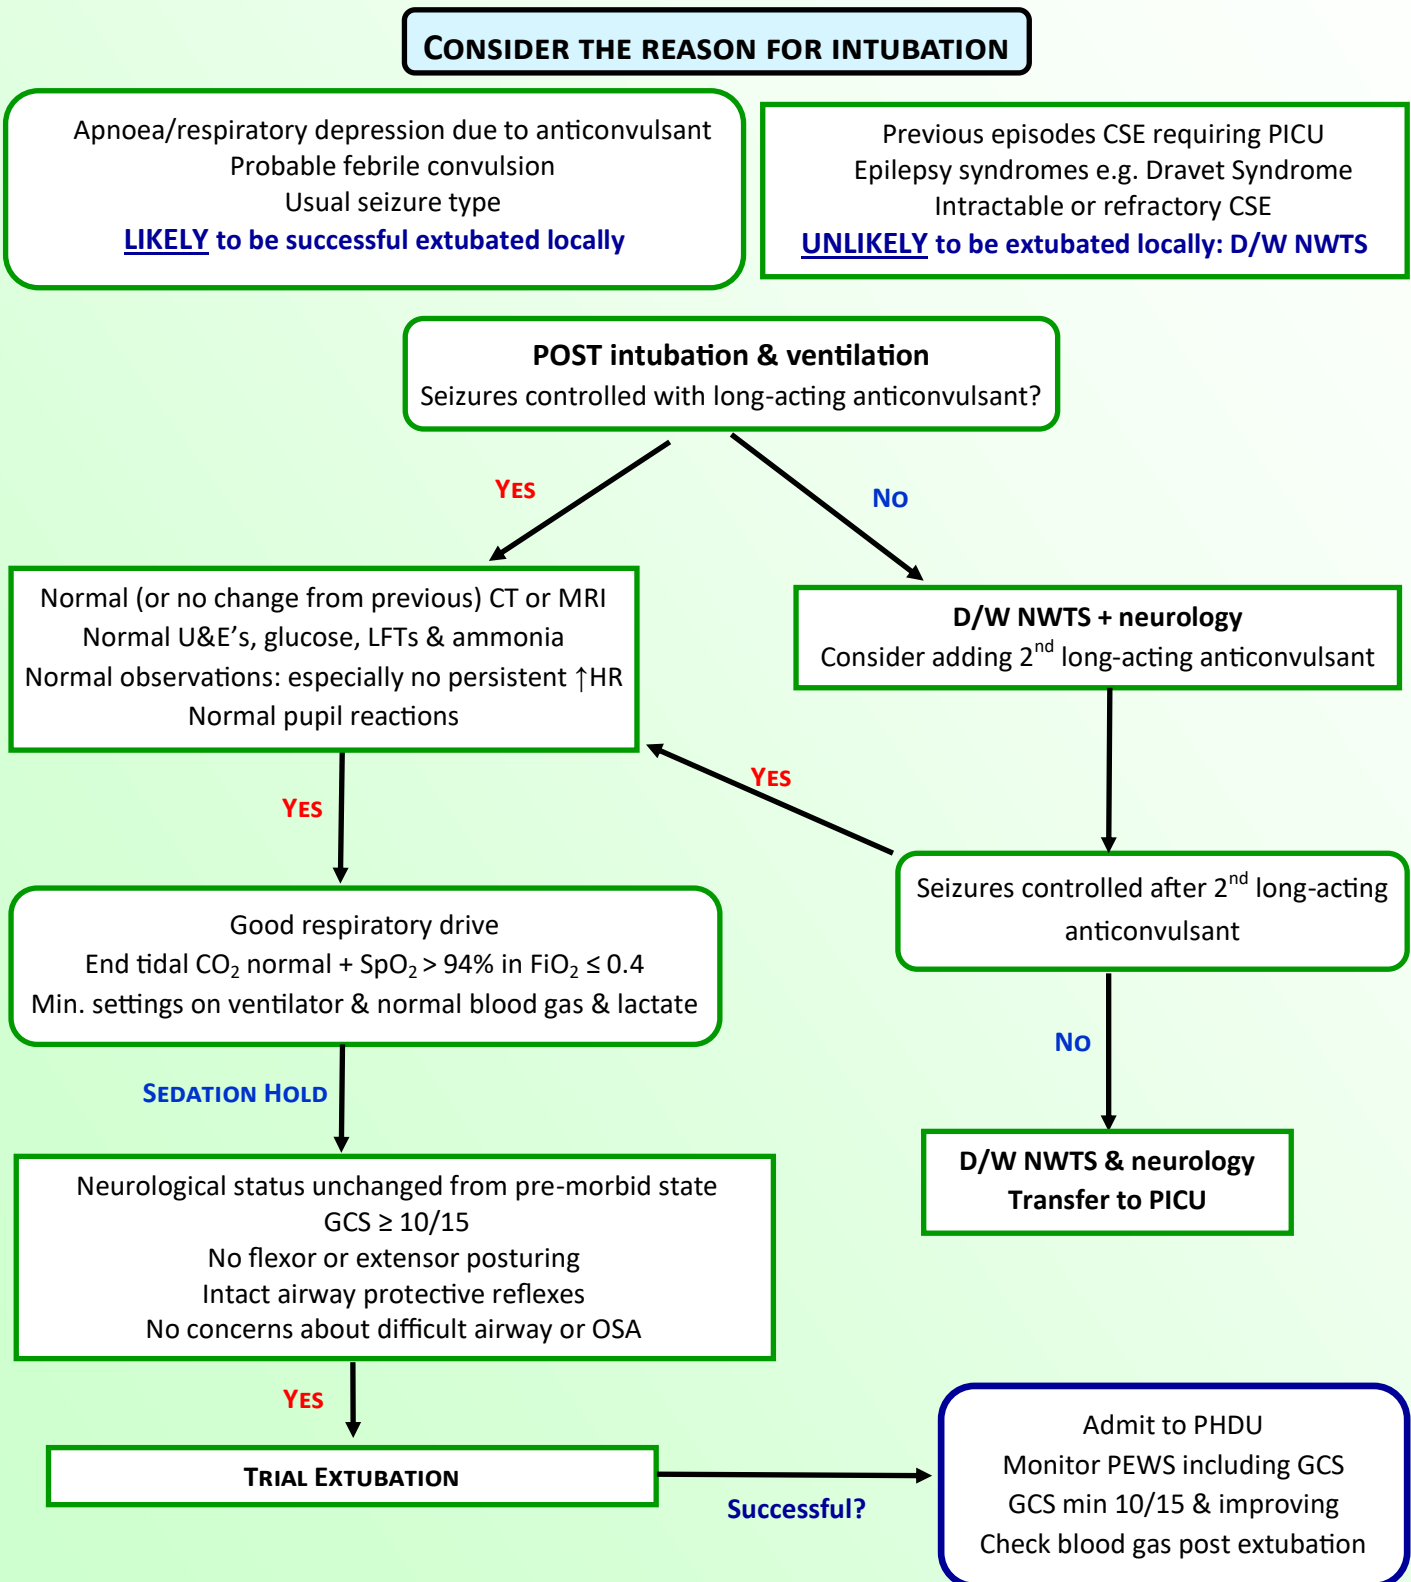 CONSIDER THE REASON FOR INTUBATION
Apnoea/respiratory depression due to anticonvulsant
Probable febrile convulsion
Usual seizure type
LIKELY to be successful extubated locally
Previous episodes CSE requiring PICU
Epilepsy syndromes e.g. Dravet Syndrome
Intractable or refractory CSE
UNLIKELY to be extubated locally: D/W NWTS
POST intubation & ventilation
Seizures controlled with long-acting anticonvulsant?
YES
NO
Normal (or no change from previous) CT or MRI
Normal U&E's, glucose, LFTs & ammonia
Normal observations: especially no persistent ↑HR
Normal pupil reactions
D/W NWTS + neurology
Consider adding 2nd long-acting anticonvulsant
YES
YES
Good respiratory drive
End tidal CO₂ normal + SpO₂ > 94% in FiO₂ ≤ 0.4
Min. settings on ventilator & normal blood gas & lactate
Seizures controlled after 2nd long-acting
anticonvulsant
NO
SEDATION HOLD
D/W NWTS & neurology
Transfer to PICU
Neurological status unchanged from pre-morbid state
GCS ≥ 10/15
No flexor or extensor posturing
Intact airway protective reflexes
No concerns about difficult airway or OSA
YES
TRIAL EXTUBATION
Successful?
Admit to PHDU
Monitor PEWS including GCS
GCS min 10/15 & improving
Check blood gas post extubation